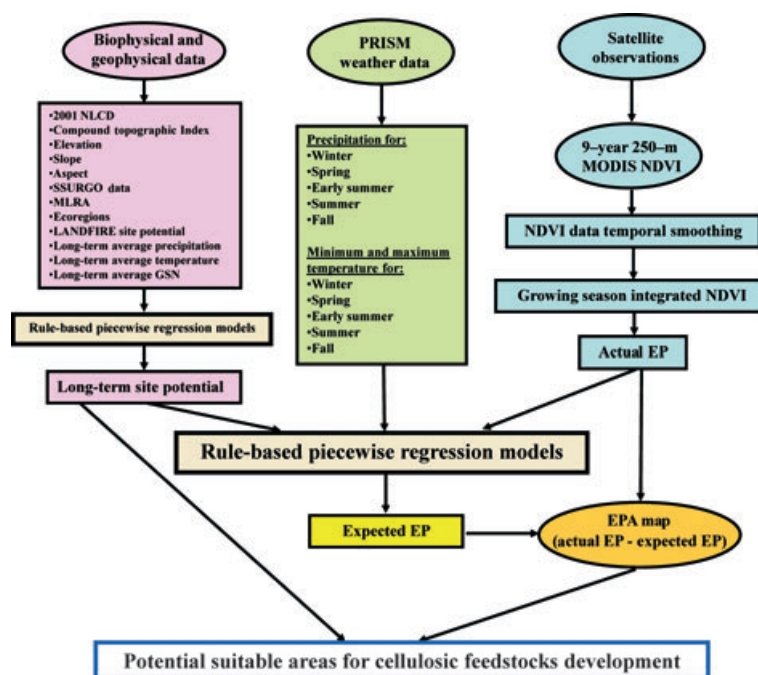 Biophysical and
geophysical data
•2001 NLCD
•Compound topographic Index
•Elevation
•Slope
•Aspect
•SSURGO data
•MLRA
•Ecoregions
•LANDFIRE site potential
•Long-term average precipitation
•Long-term average temperature
•Long-term average GSN
Rule-based piecewise regression models
Long-term site potential
PRISM
weather data
Precipitation for:
•Winter
•Spring
•Early summer
•Summer
•Fall
Minimum and maximum
temperature for:
•Winter
•Spring
•Early summer
•Summer
•Fall
Satellite
observations
9–year 250–m
MODIS NDVI
NDVI data temporal smoothing
Growing season integrated NDVI
Actual EP
Rule-based piecewise regression models
Expected EP
EPA map
(actual EP - expected EP)
Potential suitable areas for cellulosic feedstocks development